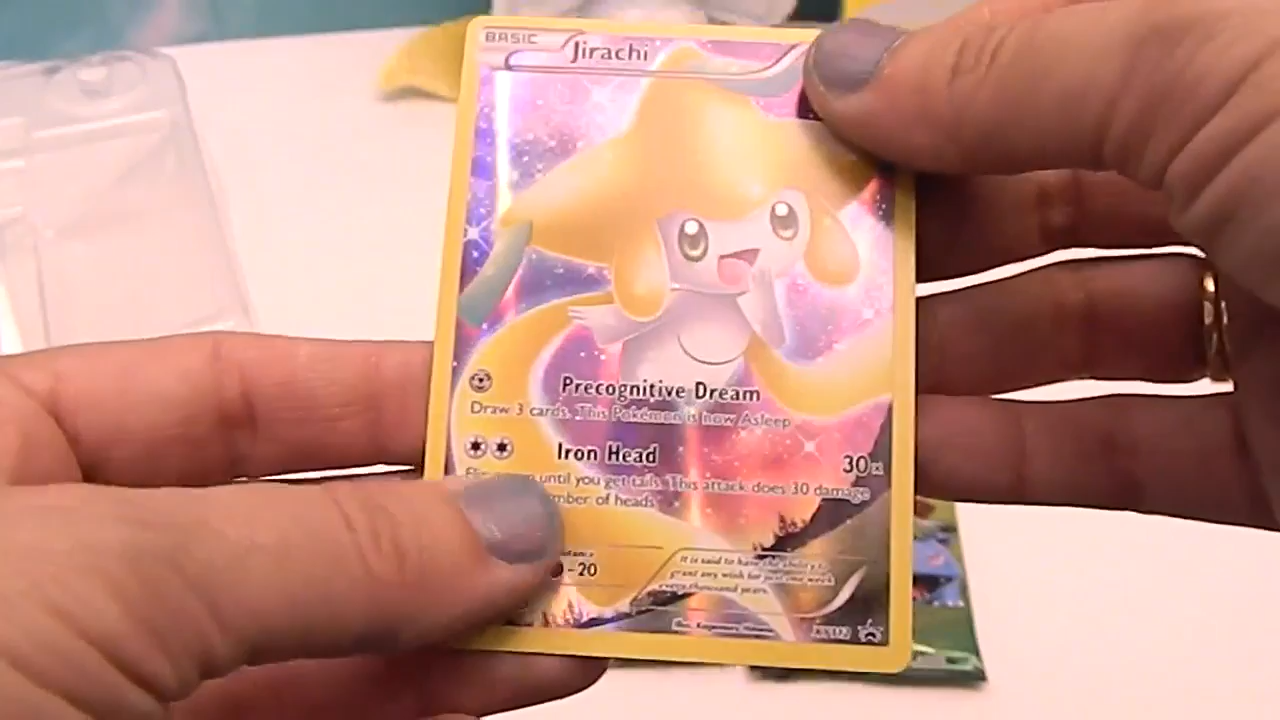 BASIC Jirachi
Precognitive Dream
Draw 3 cards. This Pokémon is now Asleep.
Iron Head 30x
until you get tails. This attack does 30 damage
number of heads.
-20
It is said to have the ability to
grant any wish for just one week
every thousand years.